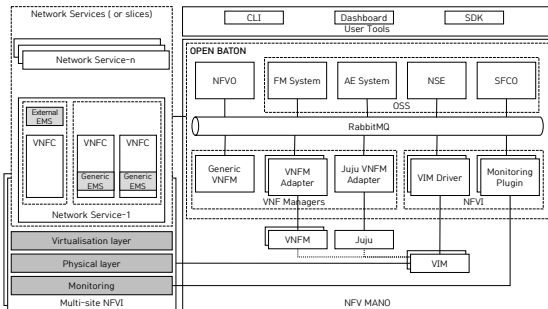 Network Services ( or slices)
Network Service-n
External
EMS
VNFC
VNFC
VNFC
Generic
EMS
Generic
EMS
Network Service-1
Virtualisation layer
Physical layer
Monitoring
Multi-site NFVI
CLI
Dashboard
SDK
User Tools
OPEN BATON
NFVO
FM System
AE System
NSE
SFCO
OSS
RabbitMQ
Generic
VNFM
VNFM
Adapter
Juju VNFM
Adapter
VNF Managers
VIM Driver
Monitoring
Plugin
NFVI
VNFM
Juju
VIM
NFV MANO